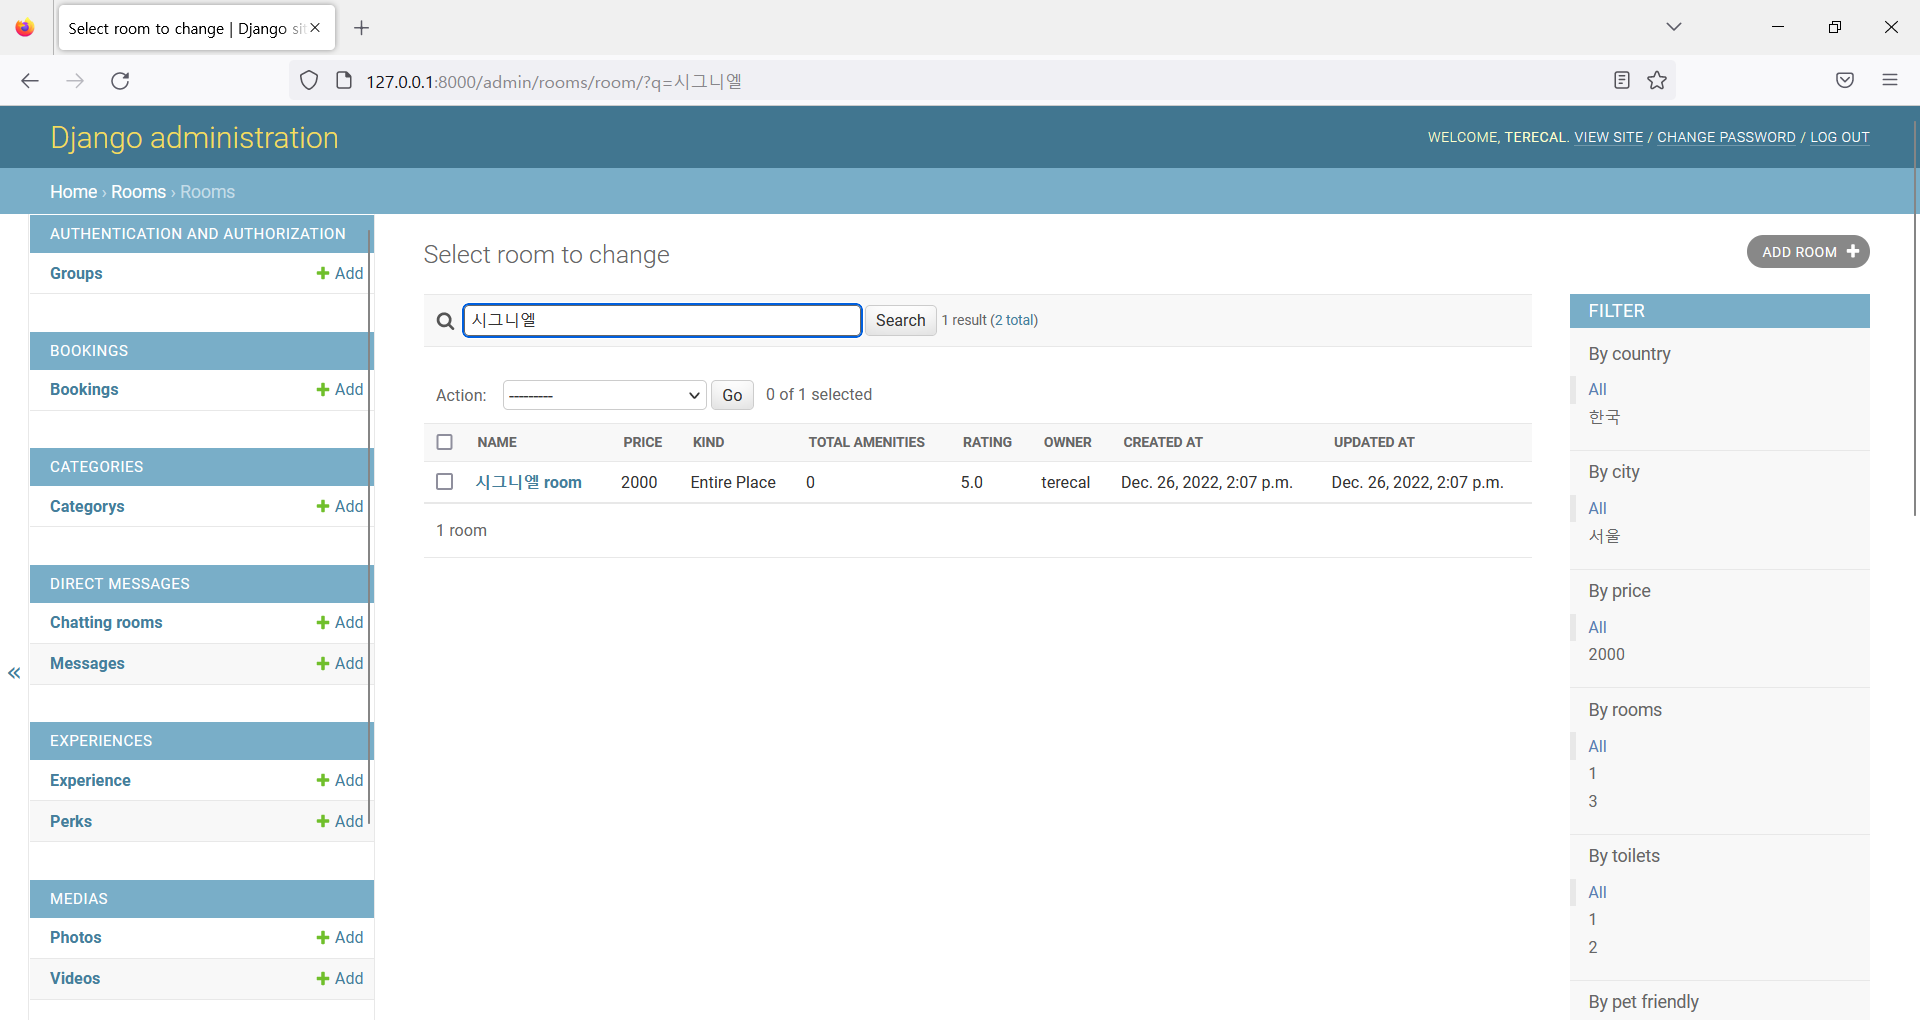 Select room to change | Django sit
127.0.0.1:8000/admin/rooms/room/?q=시그니엘
Django administration
WELCOME, TERECAL. VIEW SITE / CHANGE PASSWORD / LOG OUT
Home › Rooms › Rooms
AUTHENTICATION AND AUTHORIZATION
Groups Add
BOOKINGS
Bookings Add
CATEGORIES
Categorys Add
DIRECT MESSAGES
Chatting rooms Add
Messages Add
EXPERIENCES
Experience Add
Perks Add
MEDIAS
Photos Add
Videos Add
Select room to change
ADD ROOM
시그니엘 Search 1 result (2 total)
Action: --------- Go 0 of 1 selected
NAME PRICE KIND TOTAL AMENITIES RATING OWNER CREATED AT UPDATED AT
시그니엘 room 2000 Entire Place 0 5.0 terecal Dec. 26, 2022, 2:07 p.m. Dec. 26, 2022, 2:07 p.m.
1 room
FILTER
By country
All
한국
By city
All
서울
By price
All
2000
By rooms
All
1
3
By toilets
All
1
2
By pet friendly